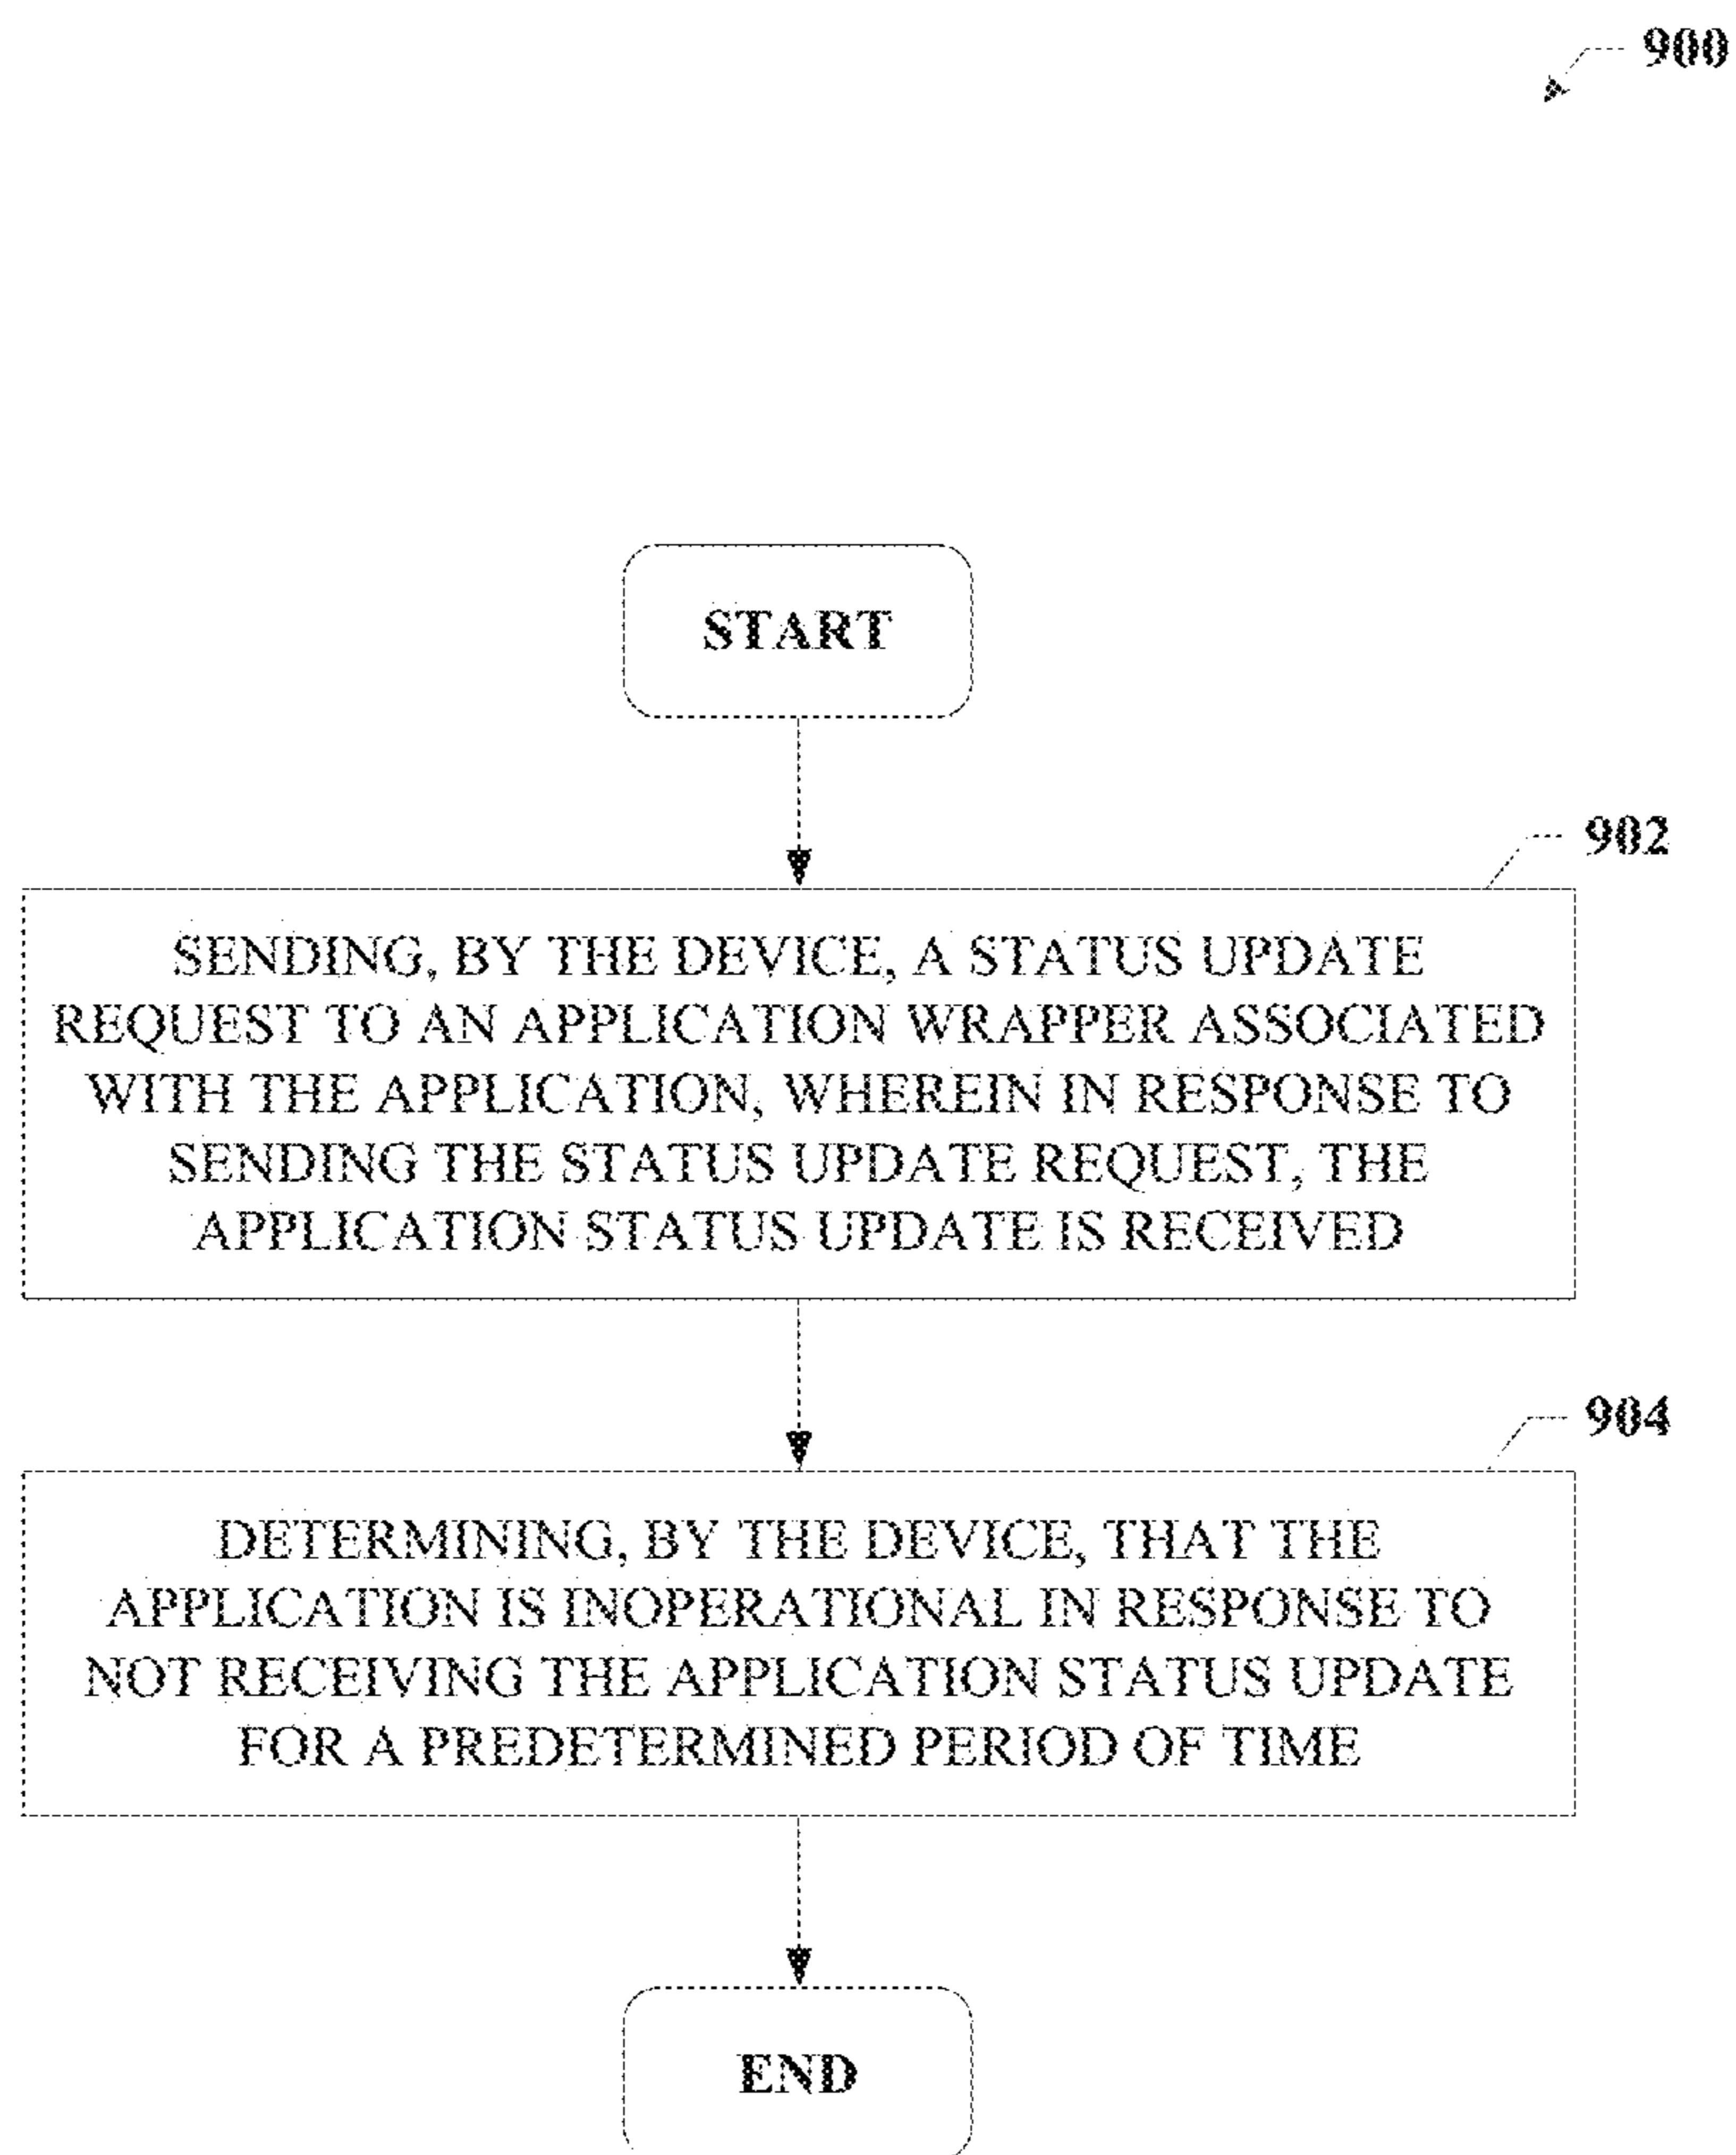 900
START
902
SENDING, BY THE DEVICE, A STATUS UPDATE
REQUEST TO AN APPLICATION WRAPPER ASSOCIATED
WITH THE APPLICATION, WHEREIN IN RESPONSE TO
SENDING THE STATUS UPDATE REQUEST, THE
APPLICATION STATUS UPDATE IS RECEIVED
904
DETERMINING, BY THE DEVICE, THAT THE
APPLICATION IS INOPERATIONAL IN RESPONSE TO
NOT RECEIVING THE APPLICATION STATUS UPDATE
FOR A PREDETERMINED PERIOD OF TIME
END